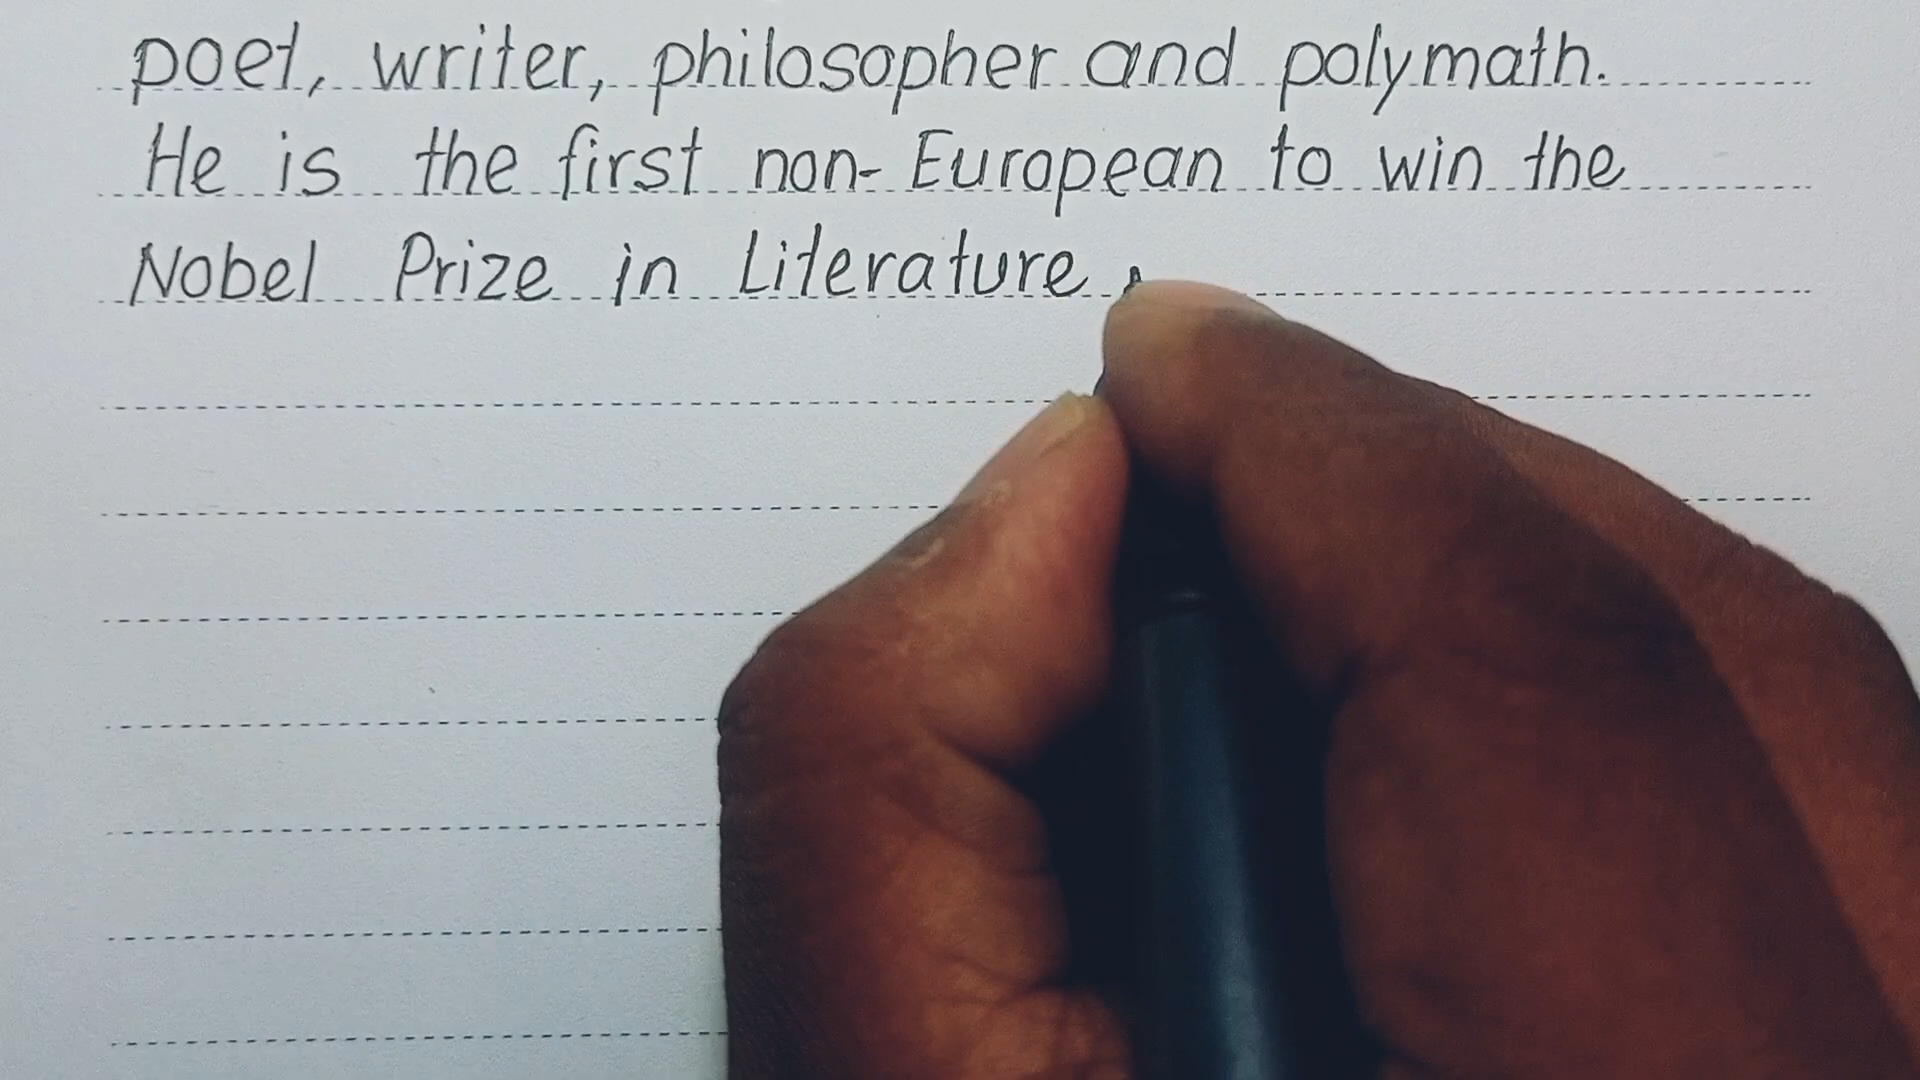 poet, writer, philosopher and polymath.
He is the first non-European to win the
Nobel Prize in Literature